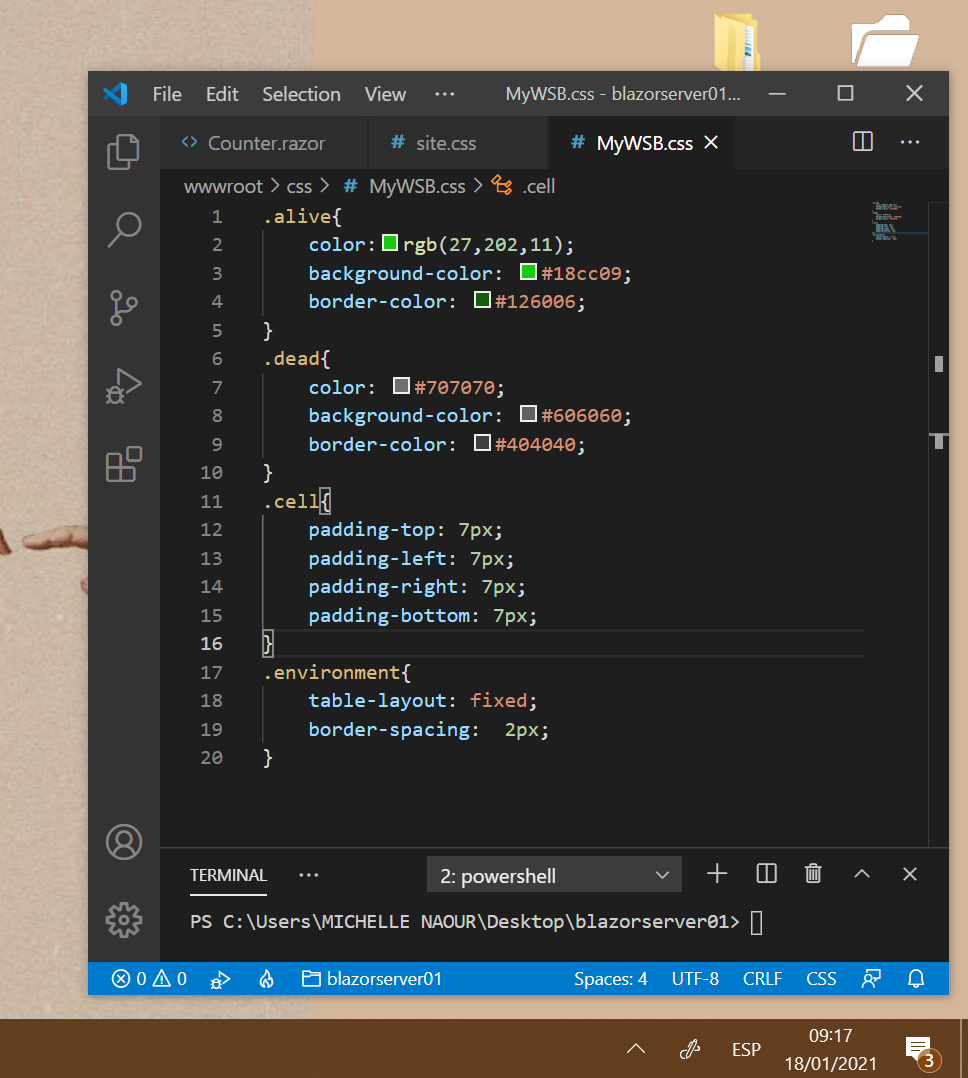 File Edit Selection View ··· MyWSB.css - blazorserver01...
Counter.razor # site.css # MyWSB.css
wwwroot > css > # MyWSB.css > .cell
1 .alive{
2 color: rgb(27,202,11);
3 background-color: #18cc09;
4 border-color: #126006;
5 }
6 .dead{
7 color: #707070;
8 background-color: #606060;
9 border-color: #404040;
10 }
11 .cell{
12 padding-top: 7px;
13 padding-left: 7px;
14 padding-right: 7px;
15 padding-bottom: 7px;
16 }
17 .environment{
18 table-layout: fixed;
19 border-spacing:  2px;
20 }
TERMINAL ··· 2: powershell
PS C:\Users\MICHELLE NAOUR\Desktop\blazorserver01>
0 0 blazorserver01 Spaces: 4 UTF-8 CRLF CSS
ESP 09:17
18/01/2021 3